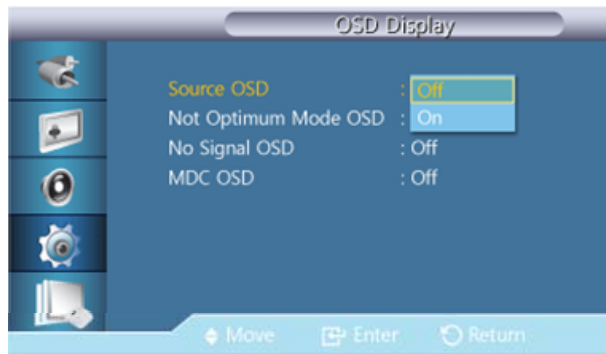 OSD Display
Source OSD : Off
Not Optimum Mode OSD : On
No Signal OSD : Off
MDC OSD : Off
Move Enter Return